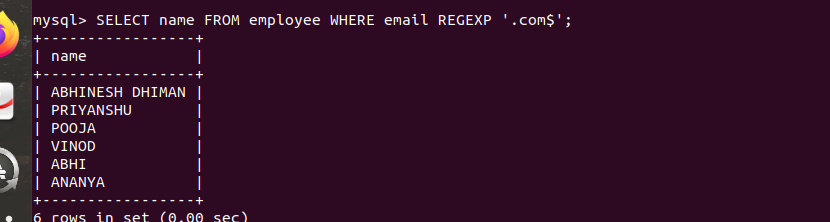 mysql> SELECT name FROM employee WHERE email REGEXP '.com$';
+-----------------+
| name            |
+-----------------+
| ABHINESH DHIMAN |
| PRIYANSHU       |
| POOJA           |
| VINOD           |
| ABHI            |
| ANANYA          |
+-----------------+
6 rows in set (0.00 sec)